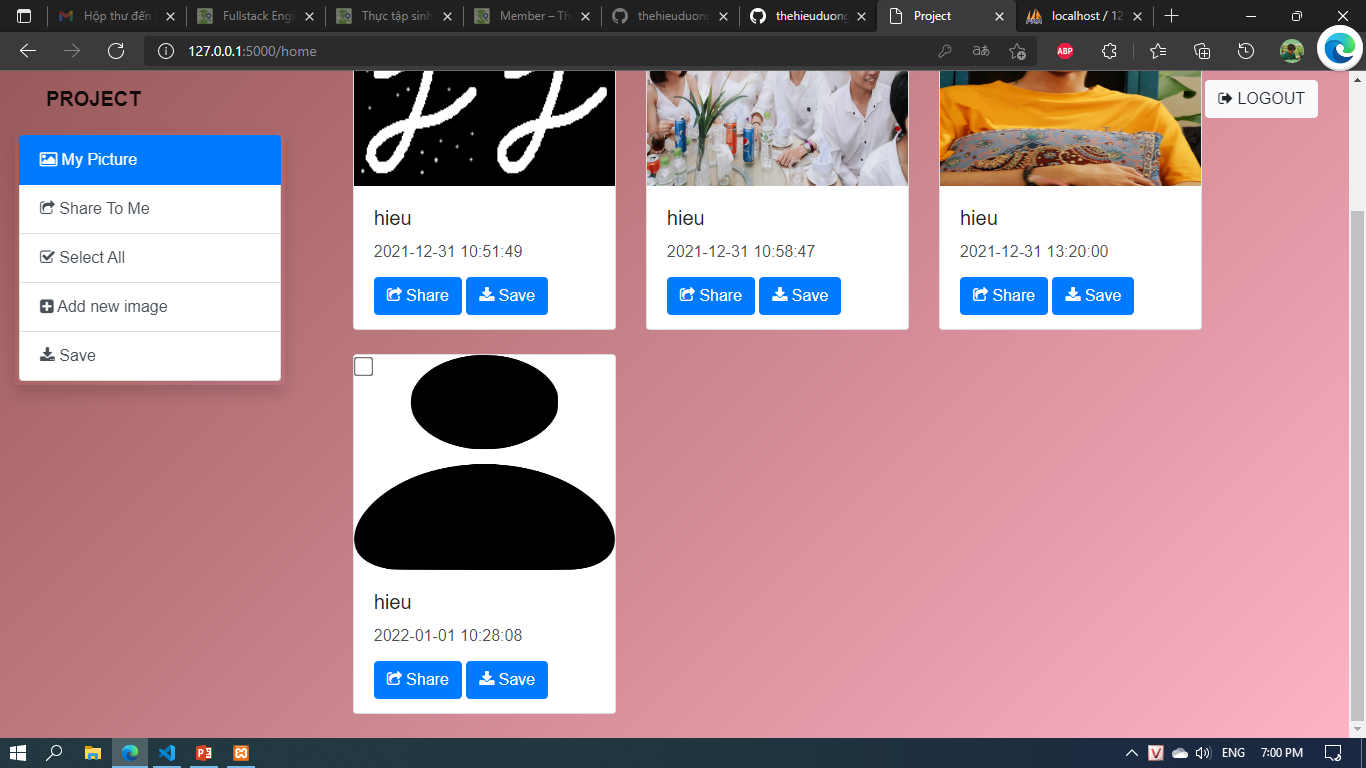 Hộp thư đến
Fullstack Engi
Thực tập sinh
Member – Th
thehieuduong
thehieuduong
Project
localhost / 12
127.0.0.1:5000/home
ABP
PROJECT
LOGOUT
My Picture
Share To Me
Select All
Add new image
Save
hieu
2021-12-31 10:51:49
Share Save
hieu
2021-12-31 10:58:47
Share Save
hieu
2021-12-31 13:20:00
Share Save
hieu
2022-01-01 10:28:08
Share Save
V ENG 7:00 PM